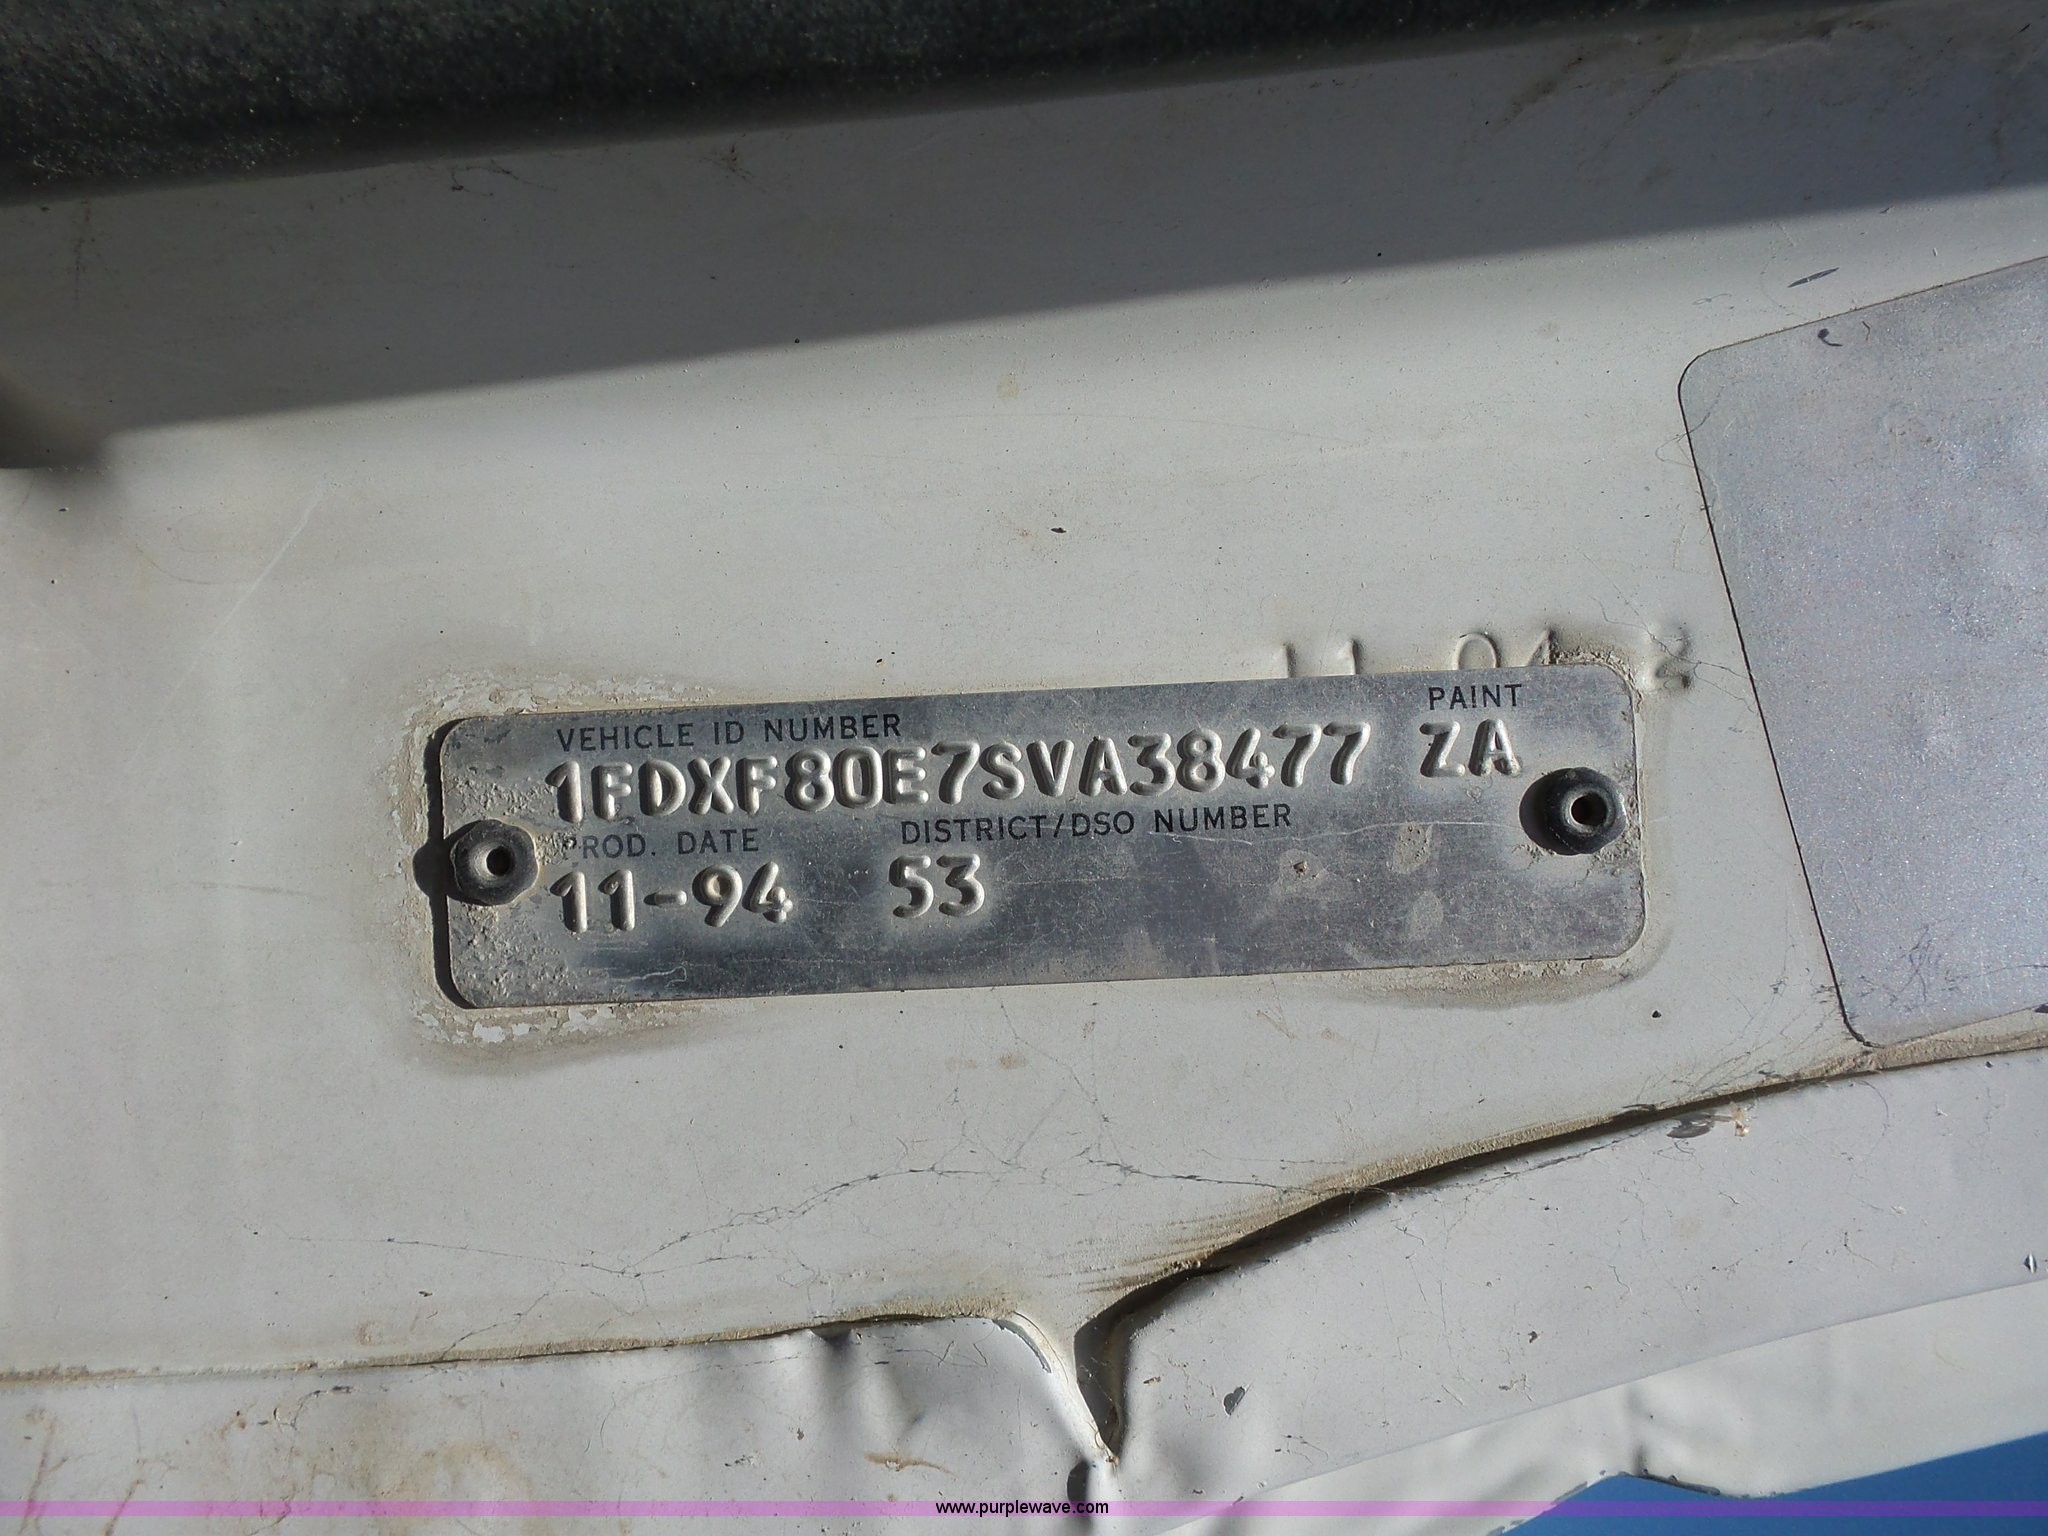 PAINT
VEHICLE ID NUMBER
1FDXF80E7SVA38477 ZA
PROD. DATE DISTRICT/DSO NUMBER
11-94 53
www.purplewave.com